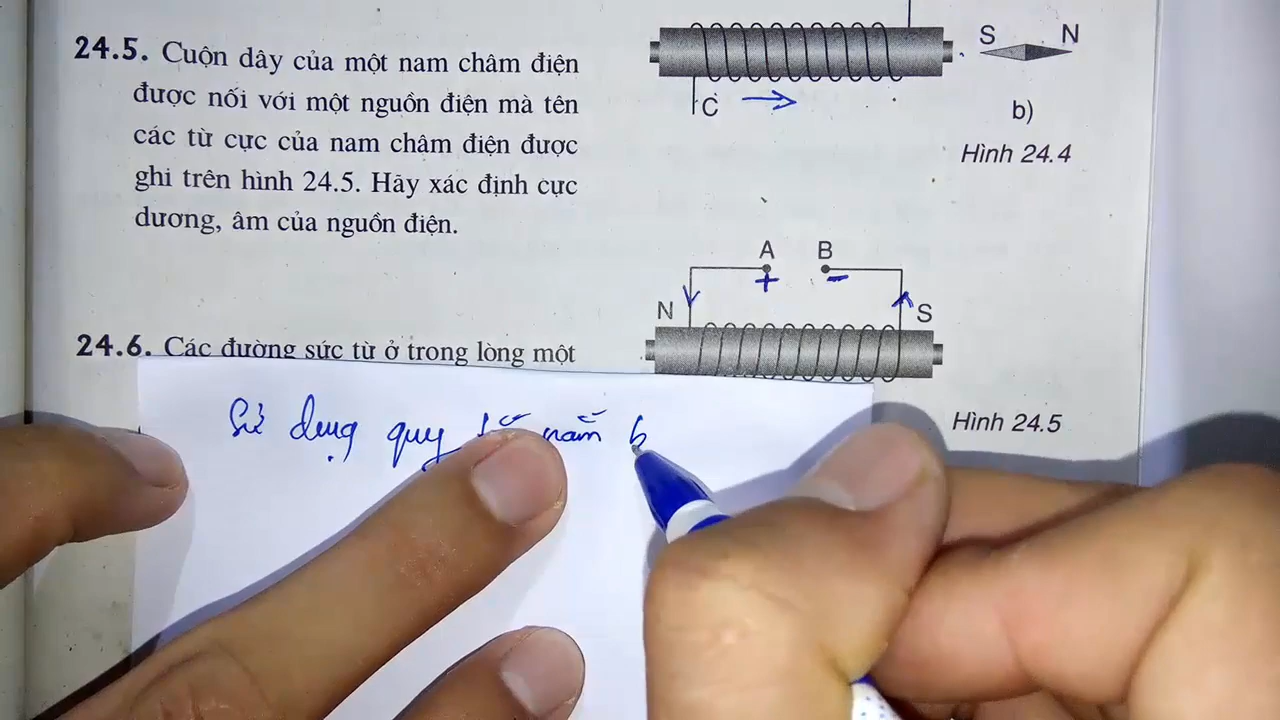 24.5. Cuộn dây của một nam châm điện
được nối với một nguồn điện mà tên
các từ cực của nam châm điện được
ghi trên hình 24.5. Hãy xác định cực
dương, âm của nguồn điện.
24.6. Các đường sức từ ở trong lòng một
S N
C
b)
Hình 24.4
A B
+ -
N S
Hình 24.5
Sử dụng quy nắm